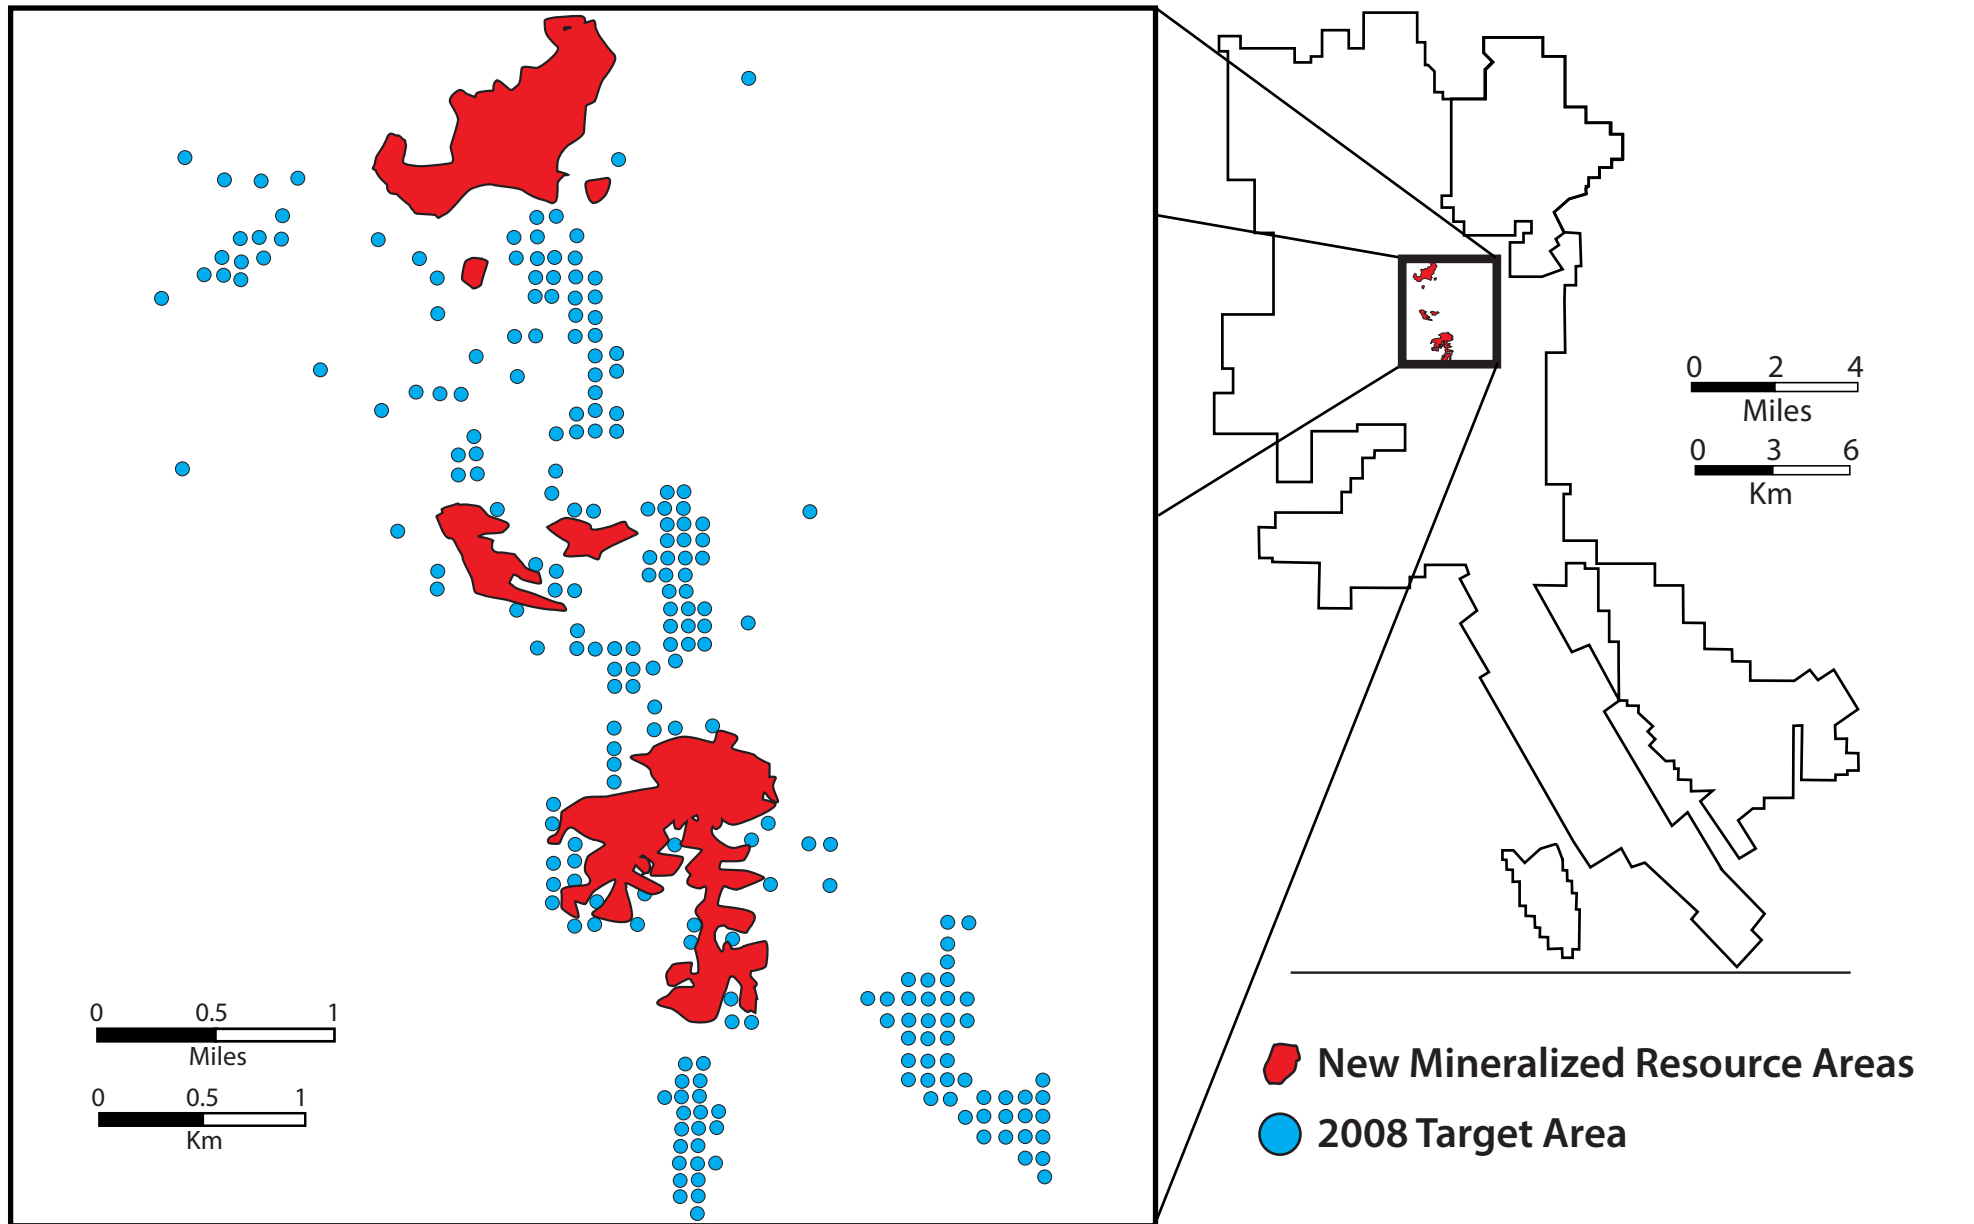 0 2 4
Miles
0 3 6
Km
0 0.5 1
Miles
0 0.5 1
Km
New Mineralized Resource Areas
2008 Target Area